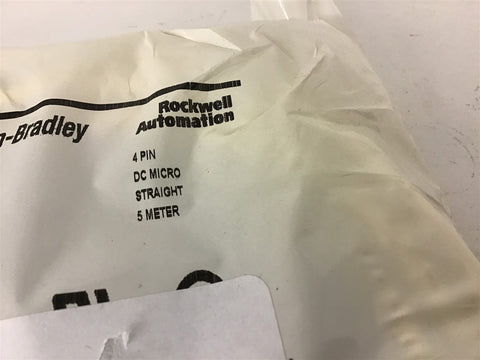 Rockwell
Automation
n-Bradley
4 PIN
DC MICRO
STRAIGHT
5 METER